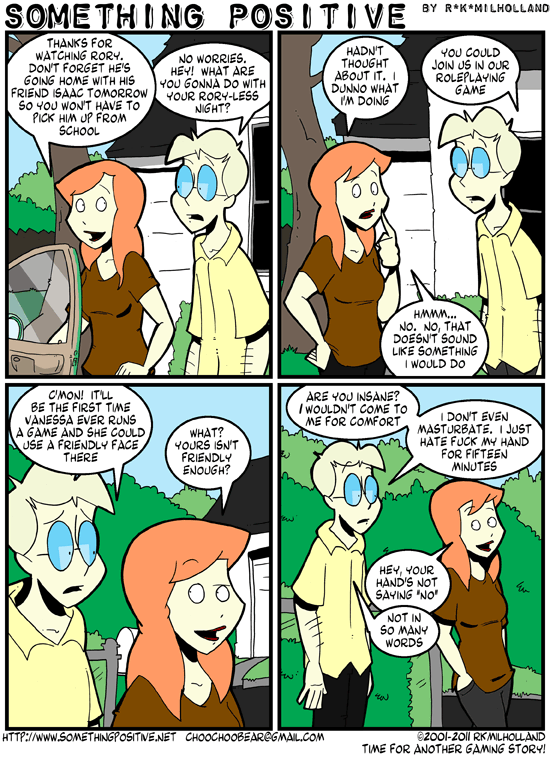 SOMETHING POSITIVE BY R*K*MILHOLLAND
THANKS FOR
WATCHING RORY.
DON'T FORGET HE'S
GOING HOME WITH HIS
FRIEND ISAAC TOMORROW
SO YOU WON'T HAVE TO
PICK HIM UP FROM
SCHOOL
NO WORRIES.
HEY! WHAT ARE
YOU GONNA DO WITH
YOUR RORY-LESS
NIGHT?
HADN'T
THOUGHT
ABOUT IT. I
DUNNO WHAT
I'M DOING
YOU COULD
JOIN US IN OUR
ROLEPLAYING
GAME
HMMM...
NO. NO, THAT
DOESN'T SOUND
LIKE SOMETHING
I WOULD DO
C'MON! IT'LL
BE THE FIRST TIME
VANESSA EVER RUNS
A GAME AND SHE COULD
USE A FRIENDLY FACE
THERE
WHAT?
YOURS ISN'T
FRIENDLY
ENOUGH?
ARE YOU INSANE?
I WOULDN'T COME TO
ME FOR COMFORT
I DON'T EVEN
MASTURBATE. I JUST
HATE FUCK MY HAND
FOR FIFTEEN
MINUTES
HEY, YOUR
HAND'S NOT
SAYING "NO"
NOT IN
SO MANY
WORDS
HTTP://WWW.SOMETHINGPOSITIVE.NET CHOOCHOOBEAR@GMAIL.COM
©2001-2011 RKMILHOLLAND
TIME FOR ANOTHER GAMING STORY!